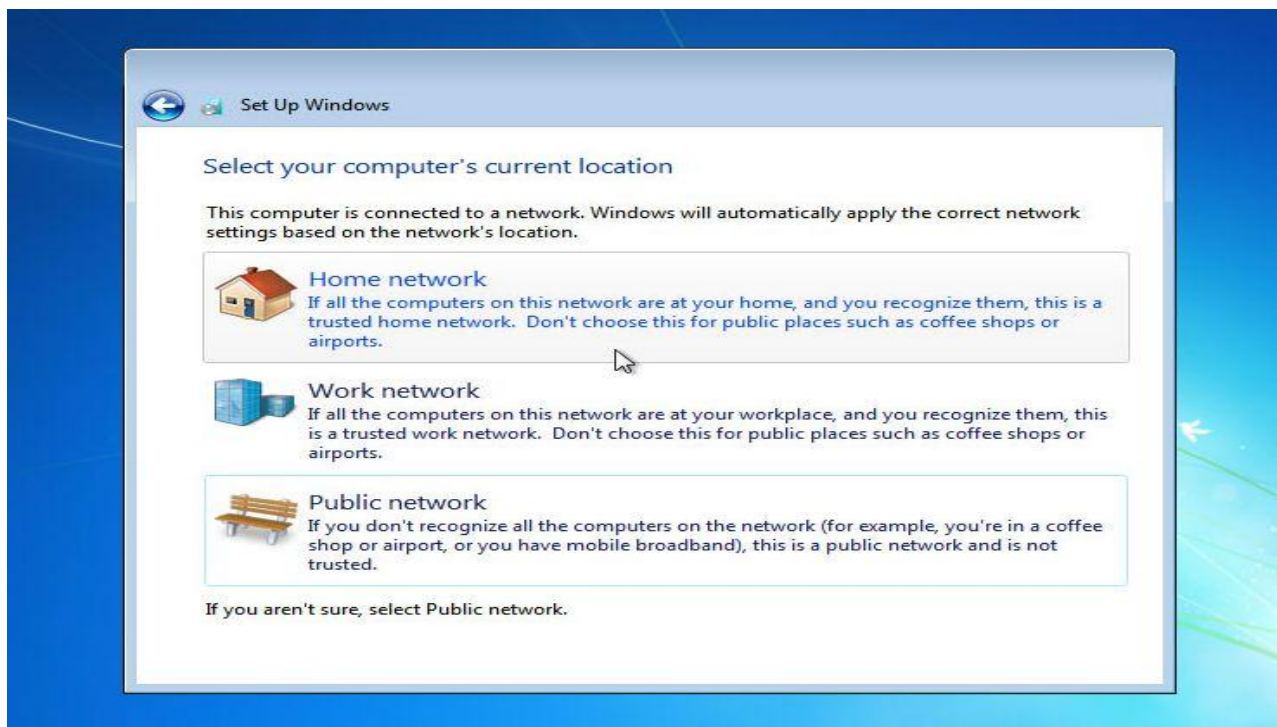 Set Up Windows
Select your computer's current location
This computer is connected to a network. Windows will automatically apply the correct network
settings based on the network's location.
Home network
If all the computers on this network are at your home, and you recognize them, this is a
trusted home network.  Don't choose this for public places such as coffee shops or
airports.
Work network
If all the computers on this network are at your workplace, and you recognize them, this
is a trusted work network.  Don't choose this for public places such as coffee shops or
airports.
Public network
If you don't recognize all the computers on the network (for example, you're in a coffee
shop or airport, or you have mobile broadband), this is a public network and is not
trusted.
If you aren't sure, select Public network.